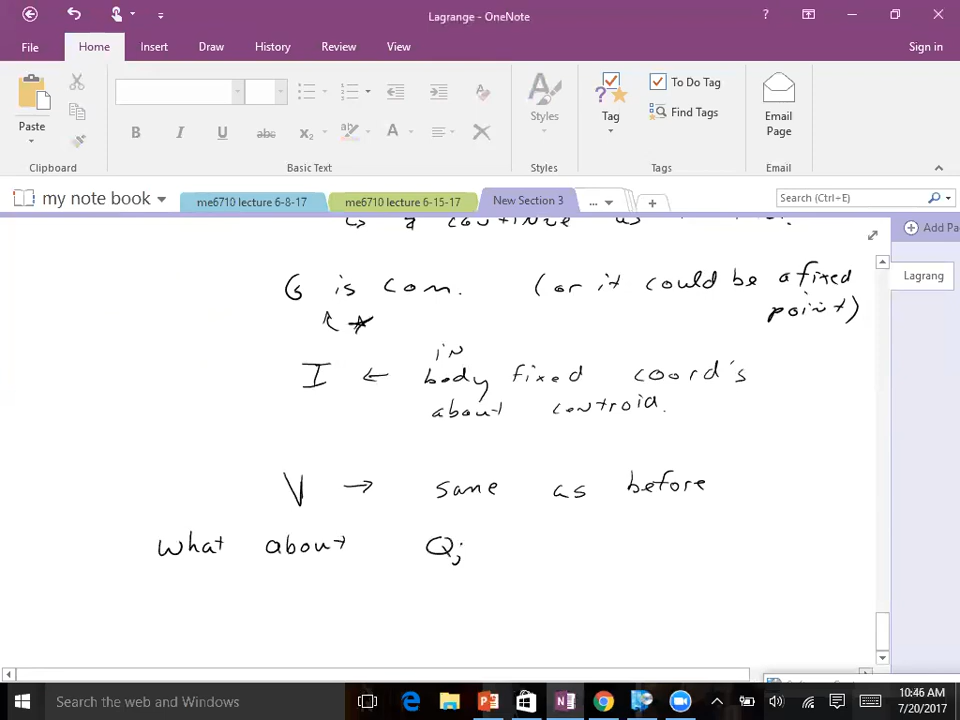 Lagrange - OneNote
?
File Home Insert Draw History Review View Sign in
Paste
B I U abc x₂ A
Styles Tag To Do Tag Find Tags Email Page
Clipboard Basic Text Styles Tags Email
my notebook me6710 lecture 6-8-17 me6710 lecture 6-15-17 New Section 3 ... Search (Ctrl+E)
Add Pa
Lagrang
G is com. (or it could be a fixed
point)
in
I ← body fixed coord's
about centroid.
V → same as before
What about Qj
Search the web and Windows
10:46 AM
7/20/2017